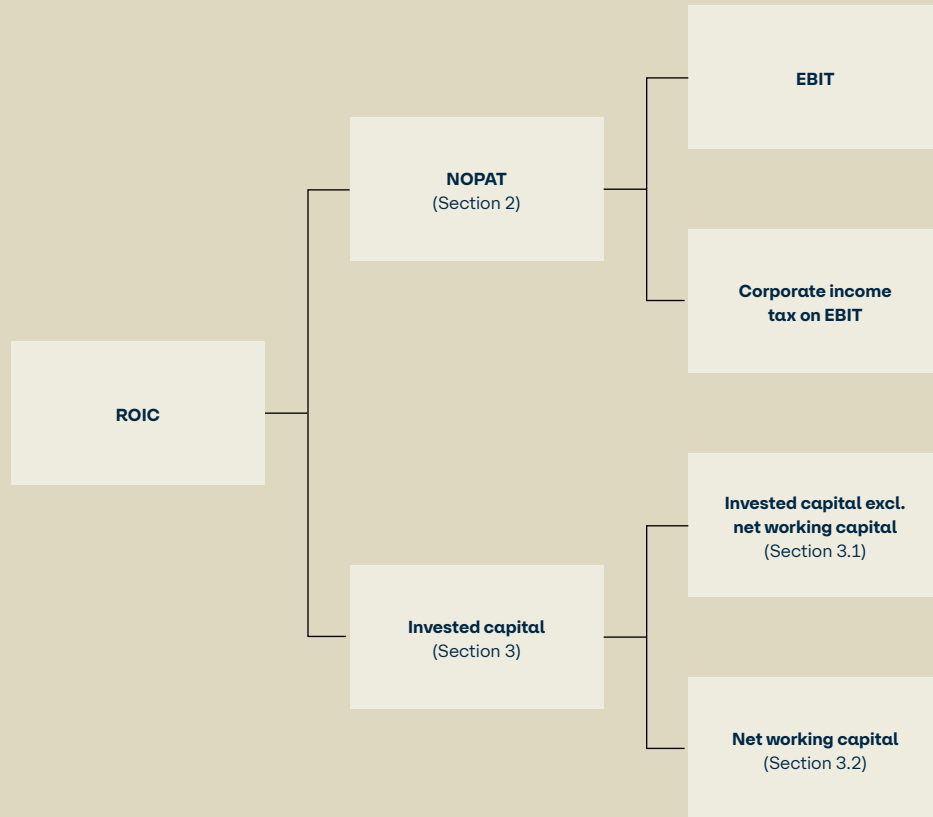 EBIT
NOPAT
(Section 2)
Corporate income
tax on EBIT
ROIC
Invested capital excl.
net working capital
(Section 3.1)
Invested capital
(Section 3)
Net working capital
(Section 3.2)